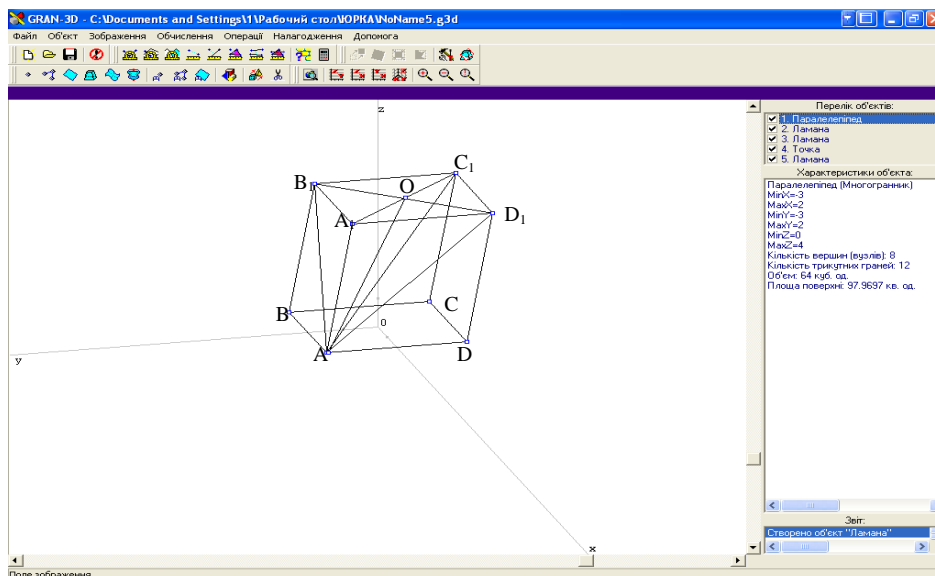 GRAN-3D - C:\Documents and Settings\1\Рабочий стол\ЮРКА\NoName5.g3d
Файл Об'єкт Зображення Обчислення Операції Налагодження Допомога
z
B₁
C₁
O
A₁
D₁
B
C
0
A
D
y
x
Перелік об'єктів:
1. Паралелепіпед
2. Ламана
3. Ламана
4. Точка
5. Ламана
Характеристики об'єкта:
Паралелепіпед (Многогранник)
MinX=-3
MaxX=2
MinY=-3
MaxY=2
MinZ=0
MaxZ=4
Кількість вершин (вузлів): 8
Кількість трикутних граней: 12
Об'єм: 64 куб. од.
Площа поверхні: 97.9697 кв. од.
Звіт:
Створено об'єкт "Ламана"
Поле зображення